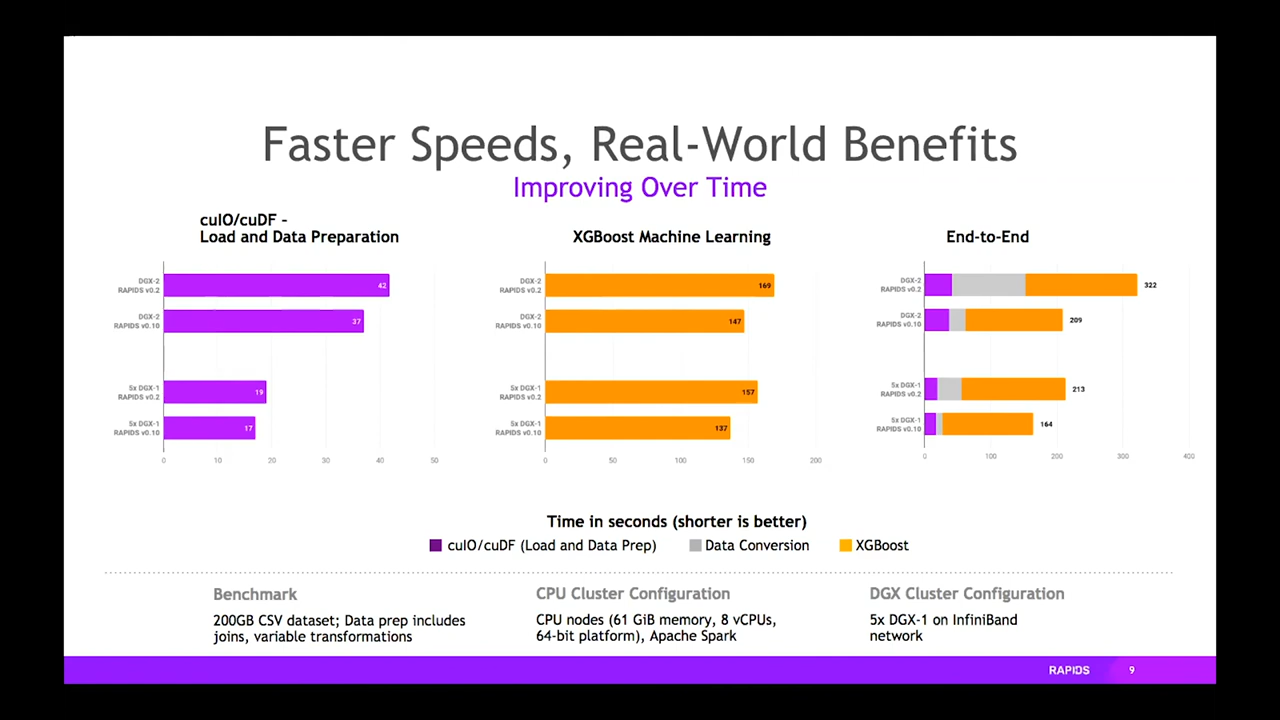 Faster Speeds, Real-World Benefits
Improving Over Time
cuIO/cuDF –
Load and Data Preparation
DGX-2
RAPIDS v0.2
42
DGX-2
RAPIDS v0.10
37
5x DGX-1
RAPIDS v0.2
19
5x DGX-1
RAPIDS v0.10
17
0 10 20 30 40 50
XGBoost Machine Learning
DGX-2
RAPIDS v0.2
169
DGX-2
RAPIDS v0.10
147
5x DGX-1
RAPIDS v0.2
157
5x DGX-1
RAPIDS v0.10
137
0 50 100 150 200
End-to-End
DGX-2
RAPIDS v0.2
322
DGX-2
RAPIDS v0.10
209
5x DGX-1
RAPIDS v0.2
213
5x DGX-1
RAPIDS v0.10
164
0 100 200 300 400
Time in seconds (shorter is better)
cuIO/cuDF (Load and Data Prep) Data Conversion XGBoost
Benchmark
200GB CSV dataset; Data prep includes
joins, variable transformations
CPU Cluster Configuration
CPU nodes (61 GiB memory, 8 vCPUs,
64-bit platform), Apache Spark
DGX Cluster Configuration
5x DGX-1 on InfiniBand
network
RAPIDS 9